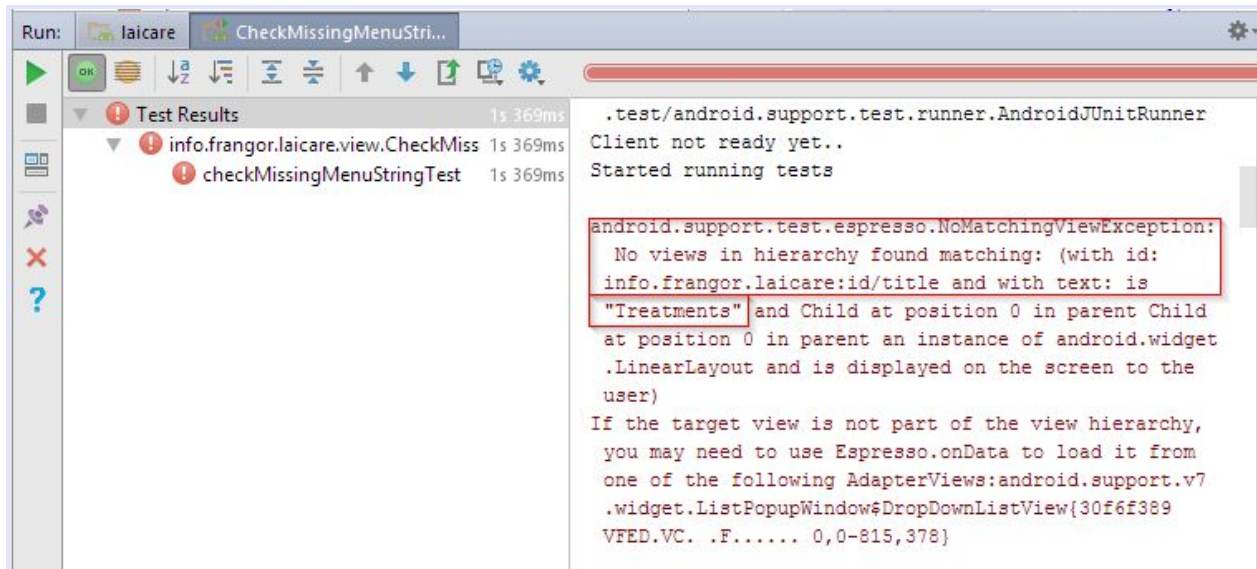 Run: laicare CheckMissingMenuStri...
OK
Test Results 1s 369ms
info.frangor.laicare.view.CheckMiss 1s 369ms
checkMissingMenuStringTest 1s 369ms
.test/android.support.test.runner.AndroidJUnitRunner
Client not ready yet..
Started running tests
android.support.test.espresso.NoMatchingViewException:
No views in hierarchy found matching: (with id:
info.frangor.laicare:id/title and with text: is
"Treatments" and Child at position 0 in parent Child
at position 0 in parent an instance of android.widget
.LinearLayout and is displayed on the screen to the
user)
If the target view is not part of the view hierarchy,
you may need to use Espresso.onData to load it from
one of the following AdapterViews:android.support.v7
.widget.ListPopupWindow$DropDownListView{30f6f389
VFED.VC. .F...... 0,0-815,378}